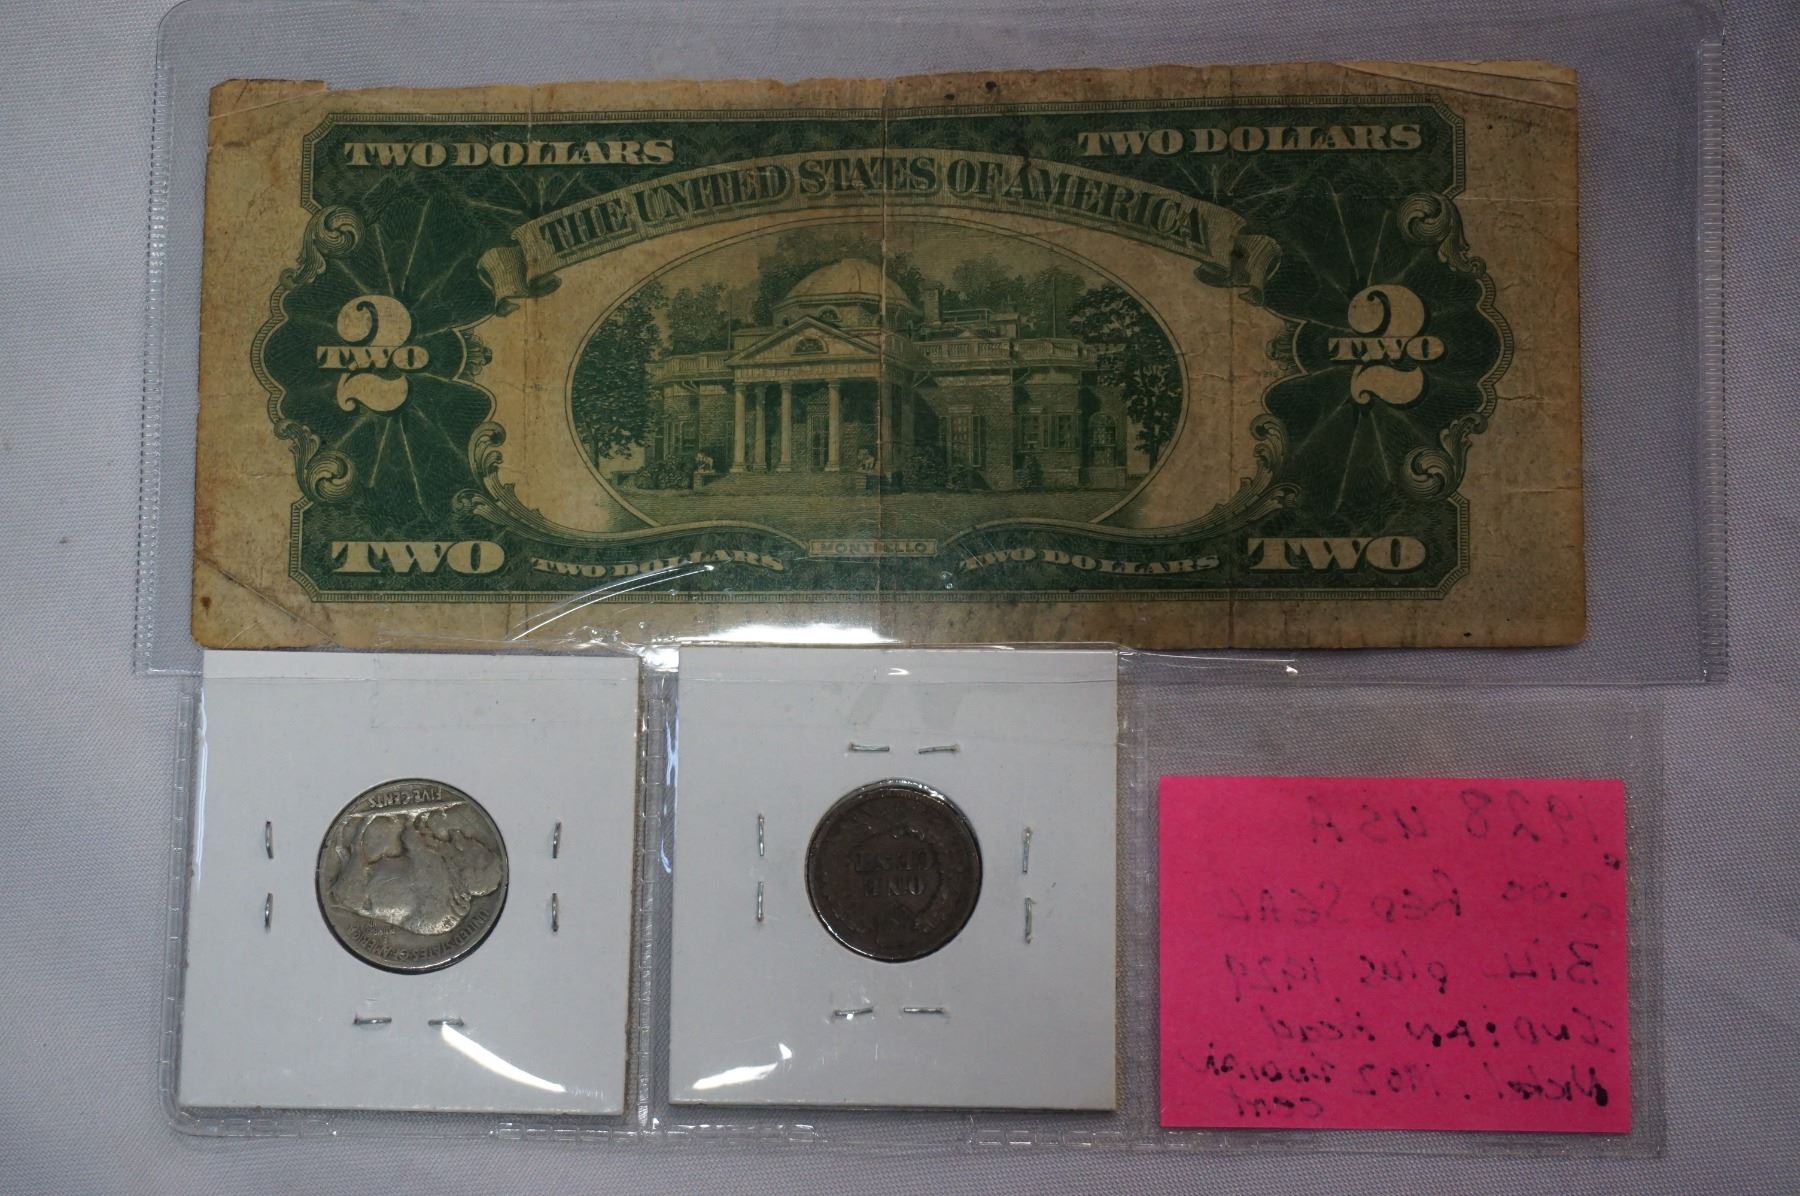 TWO DOLLARS TWO DOLLARS
THE UNITED STATES OF AMERICA
2 TWO 2 TWO
TWO TWO DOLLARS MONTICELLO TWO DOLLARS TWO
FIVE CENTS
UNITED STATES OF AMERICA
ONE
CENT
1928 USA
2.00 RED SEAL
Bill plus 1929
INDIAN Head
Nickel. 1902 INDIAN
cent